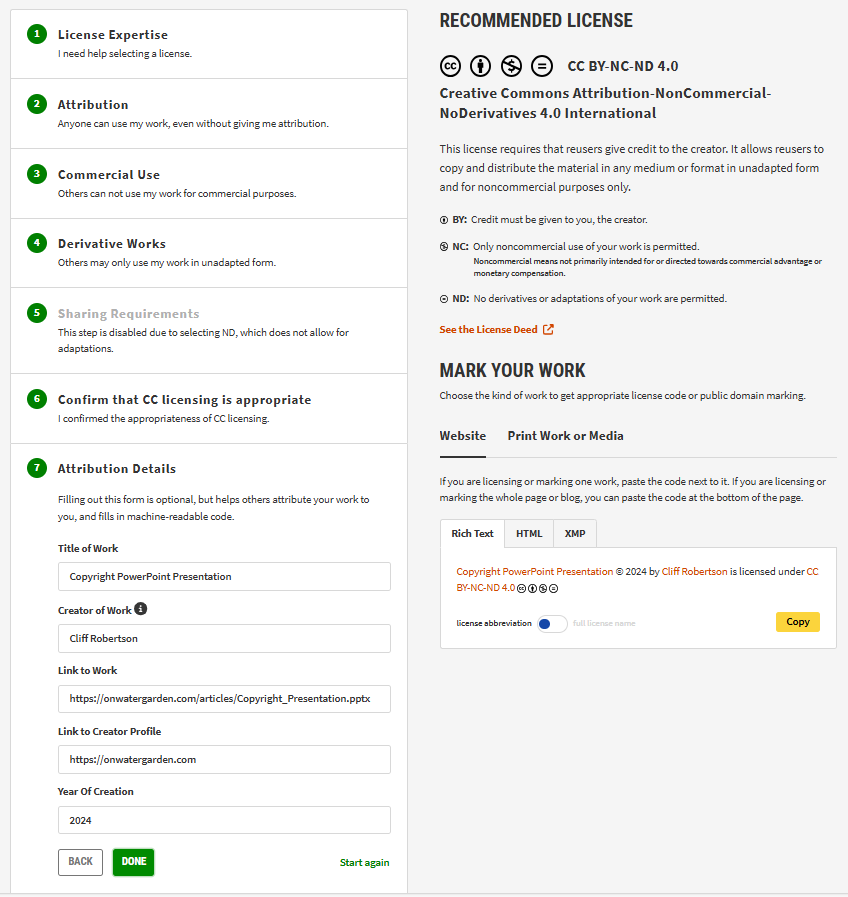 1 License Expertise
I need help selecting a license.
2 Attribution
Anyone can use my work, even without giving me attribution.
3 Commercial Use
Others can not use my work for commercial purposes.
4 Derivative Works
Others may only use my work in unadapted form.
5 Sharing Requirements
This step is disabled due to selecting ND, which does not allow for
adaptations.
6 Confirm that CC licensing is appropriate
I confirmed the appropriateness of CC licensing.
7 Attribution Details
Filling out this form is optional, but helps others attribute your work to
you, and fills in machine-readable code.
Title of Work
Copyright PowerPoint Presentation
Creator of Work
Cliff Robertson
Link to Work
https://onwatergarden.com/articles/Copyright_Presentation.pptx
Link to Creator Profile
https://onwatergarden.com
Year Of Creation
2024
BACK DONE Start again
RECOMMENDED LICENSE
CC BY-NC-ND 4.0
Creative Commons Attribution-NonCommercial-
NoDerivatives 4.0 International
This license requires that reusers give credit to the creator. It allows reusers to
copy and distribute the material in any medium or format in unadapted form
and for noncommercial purposes only.
BY: Credit must be given to you, the creator.
NC: Only noncommercial use of your work is permitted.
Noncommercial means not primarily intended for or directed towards commercial advantage or
monetary compensation.
ND: No derivatives or adaptations of your work are permitted.
See the License Deed
MARK YOUR WORK
Choose the kind of work to get appropriate license code or public domain marking.
Website Print Work or Media
If you are licensing or marking one work, paste the code next to it. If you are licensing or
marking the whole page or blog, you can paste the code at the bottom of the page.
Rich Text HTML XMP
Copyright PowerPoint Presentation © 2024 by Cliff Robertson is licensed under CC
BY-NC-ND 4.0
license abbreviation full license name Copy